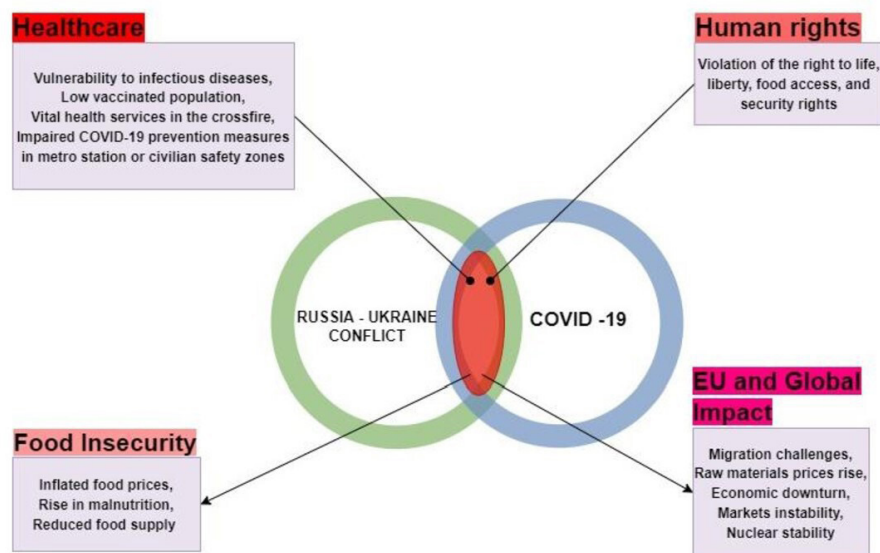 Healthcare
Vulnerability to infectious diseases,
Low vaccinated population,
Vital health services in the crossfire,
Impaired COVID-19 prevention measures
in metro station or civilian safety zones
Human rights
Violation of the right to life,
liberty, food access, and
security rights
RUSSIA - UKRAINE
CONFLICT
COVID -19
Food Insecurity
Inflated food prices,
Rise in malnutrition,
Reduced food supply
EU and Global
Impact
Migration challenges,
Raw materials prices rise,
Economic downturn,
Markets instability,
Nuclear stability